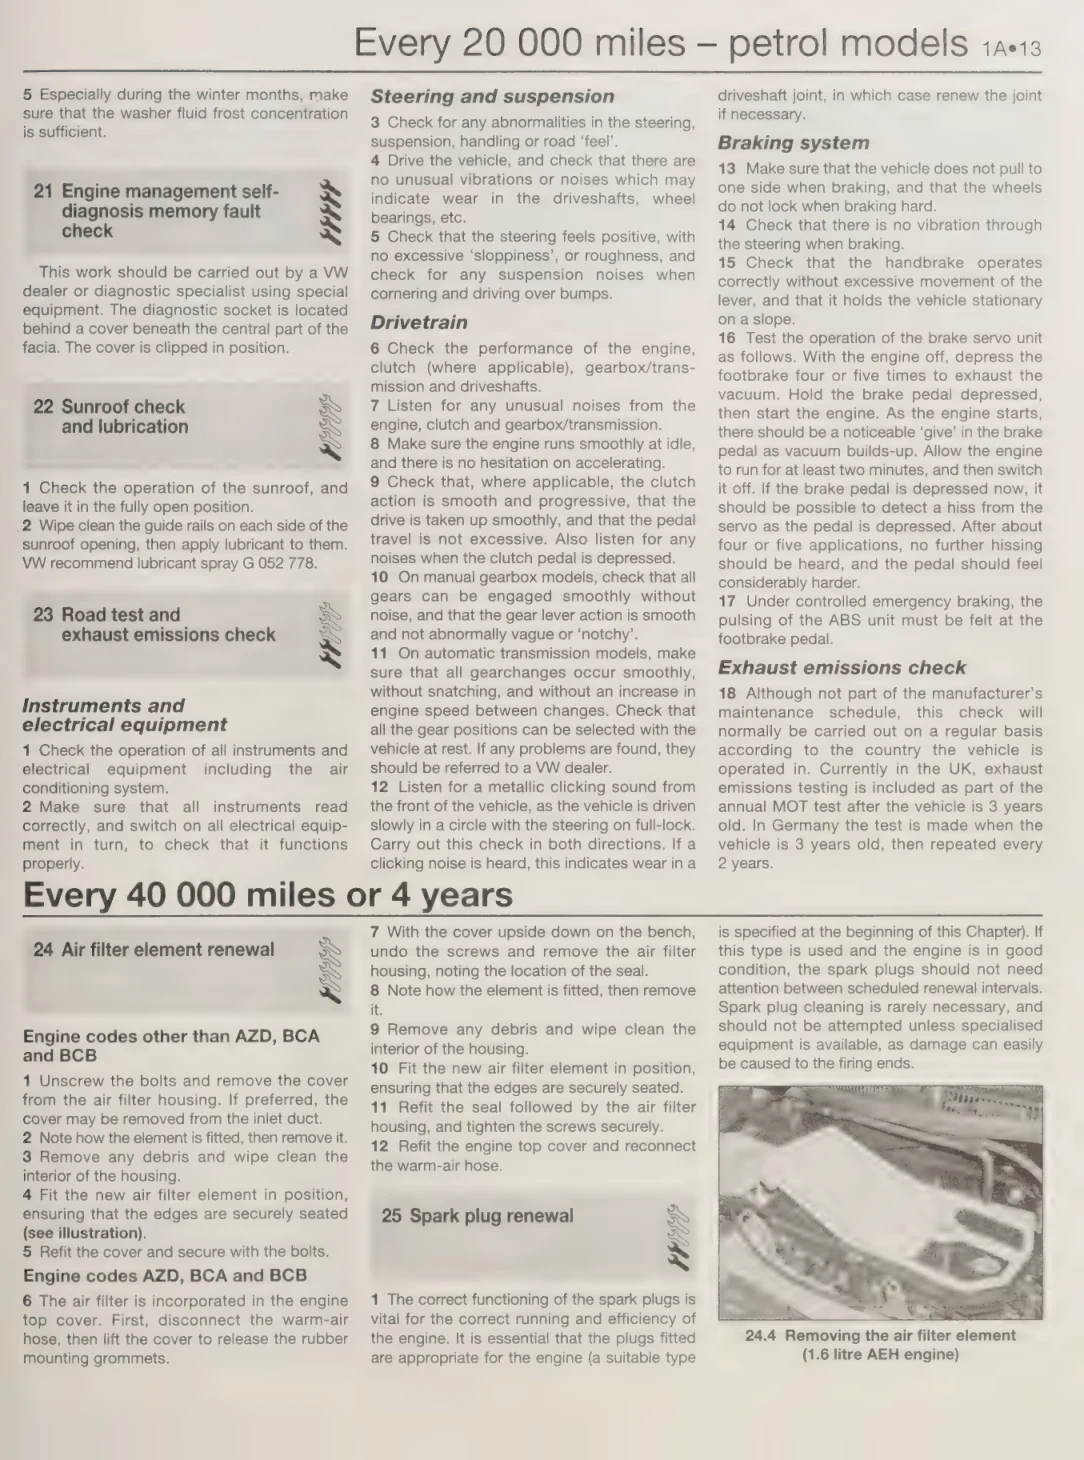 Every 20 000 miles – petrol models 1A•13
5 Especially during the winter months, make
sure that the washer fluid frost concentration
is sufficient.
21 Engine management self-
diagnosis memory fault
check
This work should be carried out by a VW
dealer or diagnostic specialist using special
equipment. The diagnostic socket is located
behind a cover beneath the central part of the
facia. The cover is clipped in position.
22 Sunroof check
and lubrication
1 Check the operation of the sunroof, and
leave it in the fully open position.
2 Wipe clean the guide rails on each side of the
sunroof opening, then apply lubricant to them.
VW recommend lubricant spray G 052 778.
23 Road test and
exhaust emissions check
Instruments and
electrical equipment
1 Check the operation of all instruments and
electrical equipment including the air
conditioning system.
2 Make sure that all instruments read
correctly, and switch on all electrical equip-
ment in turn, to check that it functions
properly.
Steering and suspension
3 Check for any abnormalities in the steering,
suspension, handling or road ‘feel’.
4 Drive the vehicle, and check that there are
no unusual vibrations or noises which may
indicate wear in the driveshafts, wheel
bearings, etc.
5 Check that the steering feels positive, with
no excessive ‘sloppiness’, or roughness, and
check for any suspension noises when
cornering and driving over bumps.
Drivetrain
6 Check the performance of the engine,
clutch (where applicable), gearbox/trans-
mission and driveshafts.
7 Listen for any unusual noises from the
engine, clutch and gearbox/transmission.
8 Make sure the engine runs smoothly at idle,
and there is no hesitation on accelerating.
9 Check that, where applicable, the clutch
action is smooth and progressive, that the
drive is taken up smoothly, and that the pedal
travel is not excessive. Also listen for any
noises when the clutch pedal is depressed.
10 On manual gearbox models, check that all
gears can be engaged smoothly without
noise, and that the gear lever action is smooth
and not abnormally vague or ‘notchy’.
11 On automatic transmission models, make
sure that all gearchanges occur smoothly,
without snatching, and without an increase in
engine speed between changes. Check that
all the gear positions can be selected with the
vehicle at rest. If any problems are found, they
should be referred to a VW dealer.
12 Listen for a metallic clicking sound from
the front of the vehicle, as the vehicle is driven
slowly in a circle with the steering on full-lock.
Carry out this check in both directions. If a
clicking noise is heard, this indicates wear in a
driveshaft joint, in which case renew the joint
if necessary.
Braking system
13 Make sure that the vehicle does not pull to
one side when braking, and that the wheels
do not lock when braking hard.
14 Check that there is no vibration through
the steering when braking.
15 Check that the handbrake operates
correctly without excessive movement of the
lever, and that it holds the vehicle stationary
on a slope.
16 Test the operation of the brake servo unit
as follows. With the engine off, depress the
footbrake four or five times to exhaust the
vacuum. Hold the brake pedal depressed,
then start the engine. As the engine starts,
there should be a noticeable ‘give’ in the brake
pedal as vacuum builds-up. Allow the engine
to run for at least two minutes, and then switch
it off. If the brake pedal is depressed now, it
should be possible to detect a hiss from the
servo as the pedal is depressed. After about
four or five applications, no further hissing
should be heard, and the pedal should feel
considerably harder.
17 Under controlled emergency braking, the
pulsing of the ABS unit must be felt at the
footbrake pedal.
Exhaust emissions check
18 Although not part of the manufacturer’s
maintenance schedule, this check will
normally be carried out on a regular basis
according to the country the vehicle is
operated in. Currently in the UK, exhaust
emissions testing is included as part of the
annual MOT test after the vehicle is 3 years
old. In Germany the test is made when the
vehicle is 3 years old, then repeated every
2 years.
Every 40 000 miles or 4 years
24 Air filter element renewal
Engine codes other than AZD, BCA
and BCB
1 Unscrew the bolts and remove the cover
from the air filter housing. If preferred, the
cover may be removed from the inlet duct.
2 Note how the element is fitted, then remove it.
3 Remove any debris and wipe clean the
interior of the housing.
4 Fit the new air filter element in position,
ensuring that the edges are securely seated
(see illustration).
5 Refit the cover and secure with the bolts.
Engine codes AZD, BCA and BCB
6 The air filter is incorporated in the engine
top cover. First, disconnect the warm-air
hose, then lift the cover to release the rubber
mounting grommets.
7 With the cover upside down on the bench,
undo the screws and remove the air filter
housing, noting the location of the seal.
8 Note how the element is fitted, then remove
it.
9 Remove any debris and wipe clean the
interior of the housing.
10 Fit the new air filter element in position,
ensuring that the edges are securely seated.
11 Refit the seal followed by the air filter
housing, and tighten the screws securely.
12 Refit the engine top cover and reconnect
the warm-air hose.
25 Spark plug renewal
1 The correct functioning of the spark plugs is
vital for the correct running and efficiency of
the engine. It is essential that the plugs fitted
are appropriate for the engine (a suitable type
is specified at the beginning of this Chapter). If
this type is used and the engine is in good
condition, the spark plugs should not need
attention between scheduled renewal intervals.
Spark plug cleaning is rarely necessary, and
should not be attempted unless specialised
equipment is available, as damage can easily
be caused to the firing ends.
24.4 Removing the air filter element
(1.6 litre AEH engine)